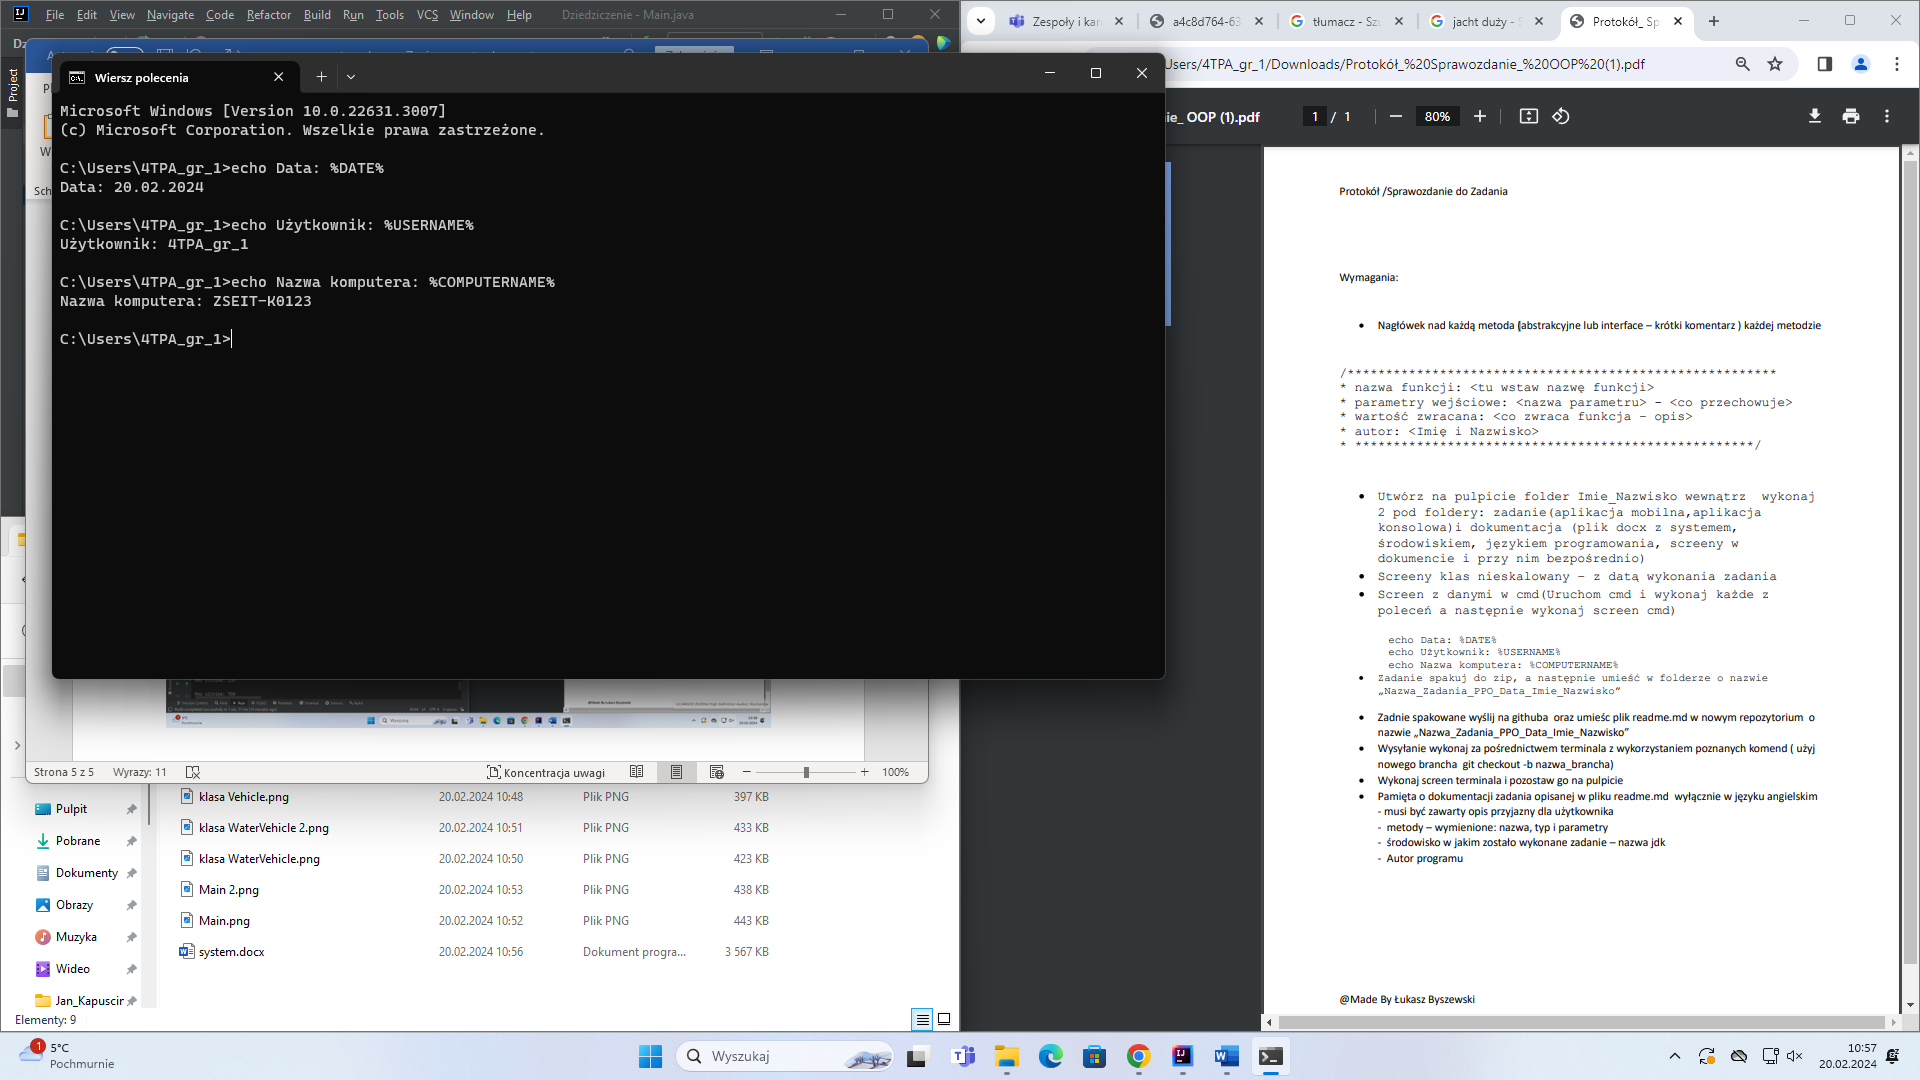 File Edit View Navigate Code Refactor Build Run Tools VCS Window Help Dziedziczenie - Main.java
Project
Wiersz polecenia
Microsoft Windows [Version 10.0.22631.3007]
(c) Microsoft Corporation. Wszelkie prawa zastrzeżone.
C:\Users\4TPA_gr_1>echo Data: %DATE%
Data: 20.02.2024
C:\Users\4TPA_gr_1>echo Użytkownik: %USERNAME%
Użytkownik: 4TPA_gr_1
C:\Users\4TPA_gr_1>echo Nazwa komputera: %COMPUTERNAME%
Nazwa komputera: ZSEIT-K0123
C:\Users\4TPA_gr_1>
Sch
Strona 5 z 5 Wyrazy: 11 Koncentracja uwagi 100%
Pulpit
Pobrane
Dokumenty
Obrazy
Muzyka
Wideo
Jan_Kapuscir
klasa Vehicle.png 20.02.2024 10:48 Plik PNG 397 KB
klasa WaterVehicle 2.png 20.02.2024 10:51 Plik PNG 433 KB
klasa WaterVehicle.png 20.02.2024 10:50 Plik PNG 423 KB
Main 2.png 20.02.2024 10:53 Plik PNG 438 KB
Main.png 20.02.2024 10:52 Plik PNG 443 KB
system.docx 20.02.2024 10:56 Dokument progra... 3 567 KB
Elementy: 9
Zespoły i kan a4c8d764-63 tłumacz - Szu jacht duży - S Protokół_ Sp
Jsers/4TPA_gr_1/Downloads/Protokół_%20Sprawozdanie_%20OOP%20(1).pdf
ie_ OOP (1).pdf 1 / 1 80%
Protokół /Sprawozdanie do Zadania
Wymagania:
• Nagłówek nad każdą metoda (abstrakcyjne lub interface – krótki komentarz ) każdej metodzie
/********************************************************
* nazwa funkcji: <tu wstaw nazwę funkcji>
* parametry wejściowe: <nazwa parametru> – <co przechowuje>
* wartość zwracana: <co zwraca funkcja – opis>
* autor: <Imię i Nazwisko>
* ****************************************************/
• Utwórz na pulpicie folder Imie_Nazwisko wewnątrz wykonaj
2 pod foldery: zadanie(aplikacja mobilna,aplikacja
konsolowa)i dokumentacja (plik docx z systemem,
środowiskiem, językiem programowania, screeny w
dokumencie i przy nim bezpośrednio)
• Screeny klas nieskalowany – z datą wykonania zadania
• Screen z danymi w cmd(Uruchom cmd i wykonaj każde z
poleceń a następnie wykonaj screen cmd)
echo Data: %DATE%
echo Użytkownik: %USERNAME%
echo Nazwa komputera: %COMPUTERNAME%
• Zadanie spakuj do zip, a następnie umieść w folderze o nazwie
„Nazwa_Zadania_PPO_Data_Imie_Nazwisko”
• Zadnie spakowane wyślij na githuba oraz umieśc plik readme.md w nowym repozytorium o
nazwie „Nazwa_Zadania_PPO_Data_Imie_Nazwisko”
• Wysyłanie wykonaj za pośrednictwem terminala z wykorzystaniem poznanych komend ( użyj
nowego brancha git checkout -b nazwa_brancha)
• Wykonaj screen terminala i pozostaw go na pulpicie
• Pamięta o dokumentacji zadania opisanej w pliku readme.md wyłącznie w języku angielskim
- musi być zawarty opis przyjazny dla użytkownika
- metody – wymienione: nazwa, typ i parametry
- środowisko w jakim zostało wykonane zadanie – nazwa jdk
- Autor programu
@Made By Łukasz Byszewski
1
5°C
Pochmurnie
Wyszukaj
10:57
20.02.2024